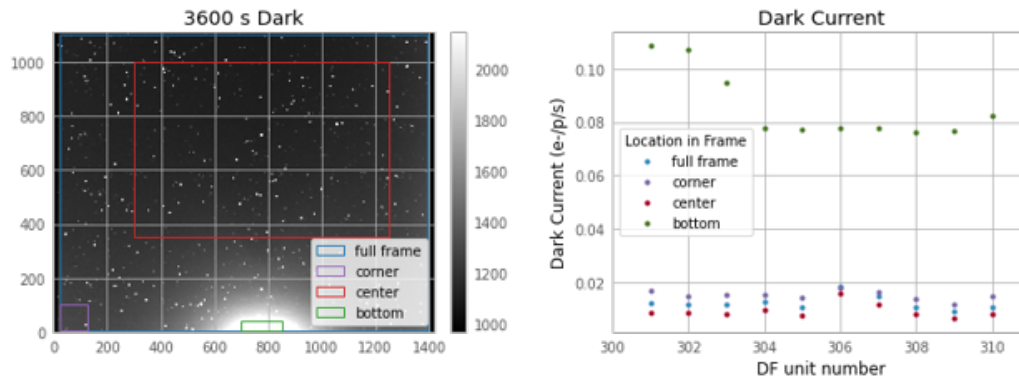 3600 s Dark
1000
800
600
400
200
0
0 200 400 600 800 1000 1200 1400
full frame
corner
center
bottom
2000
1800
1600
1400
1200
1000
Dark Current
Dark Current (e-/p/s)
0.10
0.08
0.06
0.04
0.02
Location in Frame
full frame
corner
center
bottom
300 302 304 306 308 310
DF unit number